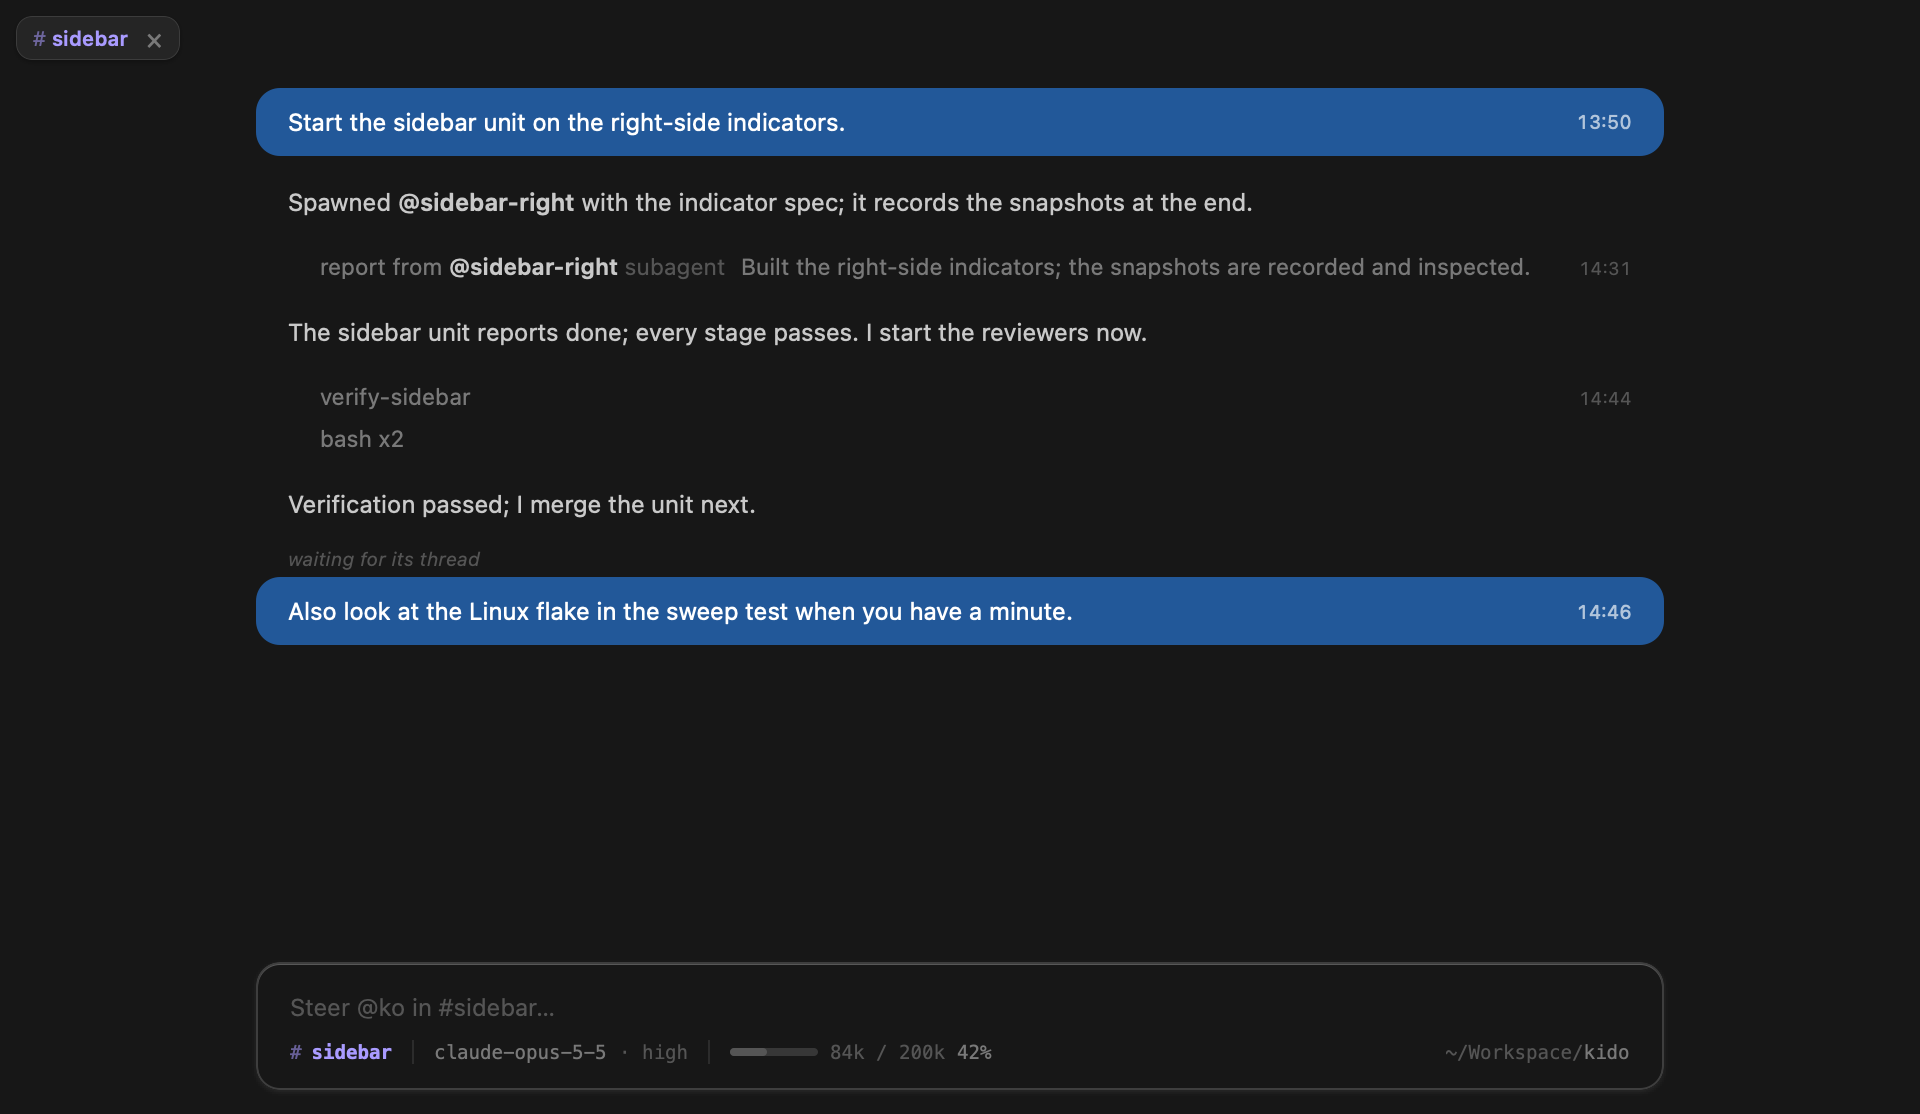 # sidebar ×
Start the sidebar unit on the right-side indicators. 13:50
Spawned @sidebar-right with the indicator spec; it records the snapshots at the end.
report from @sidebar-right subagent Built the right-side indicators; the snapshots are recorded and inspected. 14:31
The sidebar unit reports done; every stage passes. I start the reviewers now.
verify-sidebar 14:44
bash x2
Verification passed; I merge the unit next.
waiting for its thread
Also look at the Linux flake in the sweep test when you have a minute. 14:46
Steer @ko in #sidebar...
# sidebar claude-opus-5-5 · high 84k / 200k 42% ~/Workspace/kido